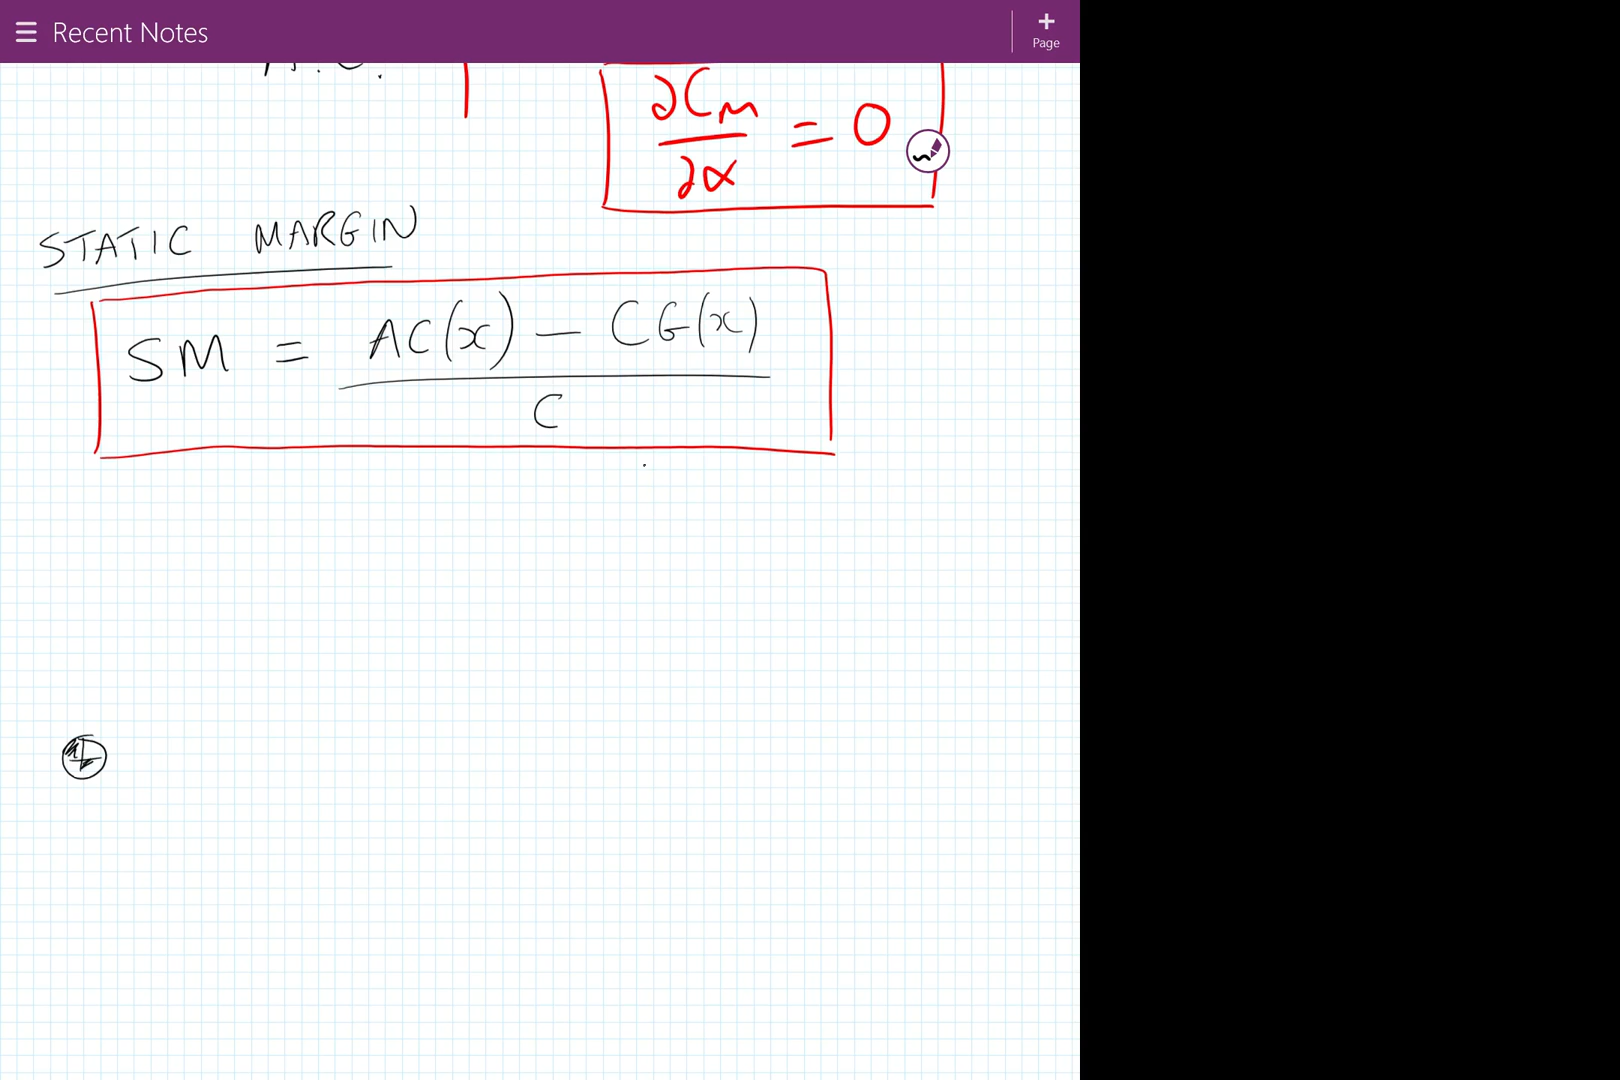 Recent Notes
Page
∂CM/∂α = 0
STATIC MARGIN
SM = (AC(x) – CG(x))/C